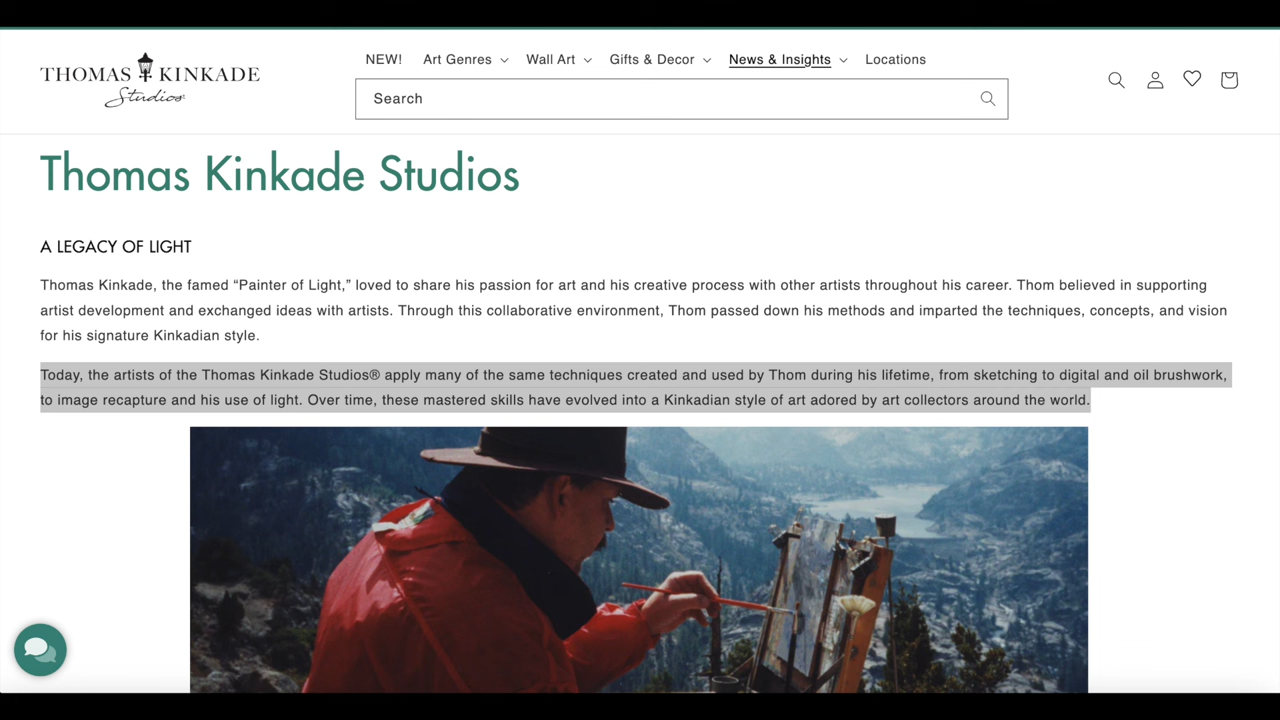 THOMAS KINKADE
Studios
NEW! Art Genres Wall Art Gifts & Decor News & Insights Locations
Search
Thomas Kinkade Studios
A LEGACY OF LIGHT
Thomas Kinkade, the famed “Painter of Light,” loved to share his passion for art and his creative process with other artists throughout his career. Thom believed in supporting
artist development and exchanged ideas with artists. Through this collaborative environment, Thom passed down his methods and imparted the techniques, concepts, and vision
for his signature Kinkadian style.
Today, the artists of the Thomas Kinkade Studios® apply many of the same techniques created and used by Thom during his lifetime, from sketching to digital and oil brushwork,
to image recapture and his use of light. Over time, these mastered skills have evolved into a Kinkadian style of art adored by art collectors around the world.